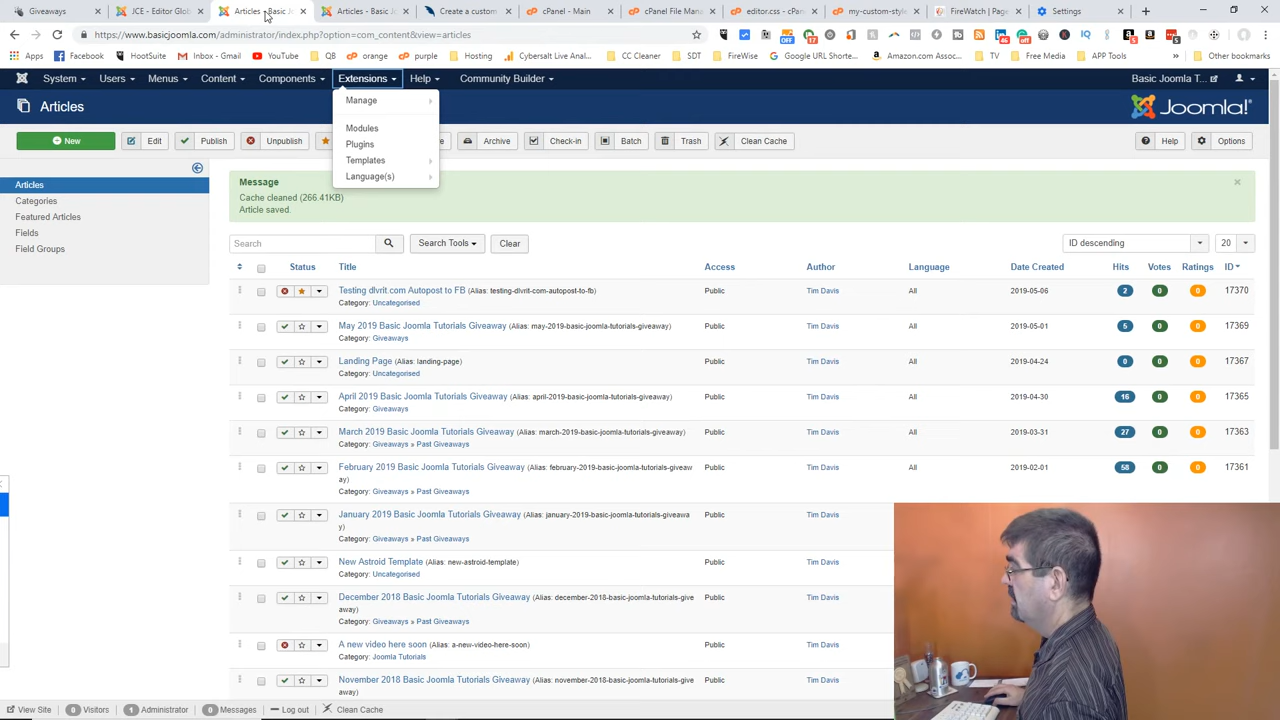 Giveaways
JCE - Editor Glob
Articles - Basic Jo
Articles - Basic Jo
Create a custom
cPanel - Main
cPanel File Man
editor.css - cPan
my-custom-style
FireWatch | Tick
Settings
https://www.basicjoomla.com/administrator/index.php?option=com_content&view=articles
Apps Inbox - Gmail Facebook HootSuite YouTube QB orange purple Hosting Cybersalt Live Analyt... CC Cleaner SDT FireWise Google URL Shorte... Amazon.com Assoc... TV Free Media APP Tools Other bookmarks
System Users Menus Content Components Extensions Help Community Builder Basic Joomla T...
Articles
Joomla!
Manage
Modules
Plugins
Templates
Language(s)
New Edit Publish Unpublish Archive Check-in Batch Trash Clean Cache Help Options
Articles
Categories
Featured Articles
Fields
Field Groups
Message
Cache cleaned (266.41KB)
Article saved.
Search Search Tools Clear ID descending 20
Status Title Access Author Language Date Created Hits Votes Ratings ID
Testing dlvrit.com Autopost to FB (Alias: testing-dlvrit-com-autopost-to-fb) Public Tim Davis All 2019-05-06 2 0 0 17370
Category: Uncategorised
May 2019 Basic Joomla Tutorials Giveaway (Alias: may-2019-basic-joomla-tutorials-giveaway) Public Tim Davis All 2019-05-01 5 0 0 17369
Category: Giveaways
Landing Page (Alias: landing-page) Public Tim Davis All 2019-04-24 0 0 0 17367
Category: Uncategorised
April 2019 Basic Joomla Tutorials Giveaway (Alias: april-2019-basic-joomla-tutorials-giveaway) Public Tim Davis All 2019-04-30 16 0 0 17365
Category: Giveaways
March 2019 Basic Joomla Tutorials Giveaway (Alias: march-2019-basic-joomla-tutorials-giveaway) Public Tim Davis All 2019-03-31 27 0 0 17363
Category: Giveaways » Past Giveaways
February 2019 Basic Joomla Tutorials Giveaway (Alias: february-2019-basic-joomla-tutorials-giveaw Public Tim Davis All 2019-02-01 58 0 0 17361
ay)
Category: Giveaways » Past Giveaways
January 2019 Basic Joomla Tutorials Giveaway (Alias: january-2019-basic-joomla-tutorials-giveawa Public Tim Davis
y)
Category: Giveaways » Past Giveaways
New Astroid Template (Alias: new-astroid-template) Public Tim Davis
Category: Uncategorised
December 2018 Basic Joomla Tutorials Giveaway (Alias: december-2018-basic-joomla-tutorials-give Public Tim Davis
away)
Category: Giveaways » Past Giveaways
A new video here soon (Alias: a-new-video-here-soon) Public Tim Davis
Category: Joomla Tutorials
November 2018 Basic Joomla Tutorials Giveaway (Alias: november-2018-basic-joomla-tutorials-give Public Tim Davis
away)
View Site 0 Visitors 1 Administrator 0 Messages Log out Clean Cache